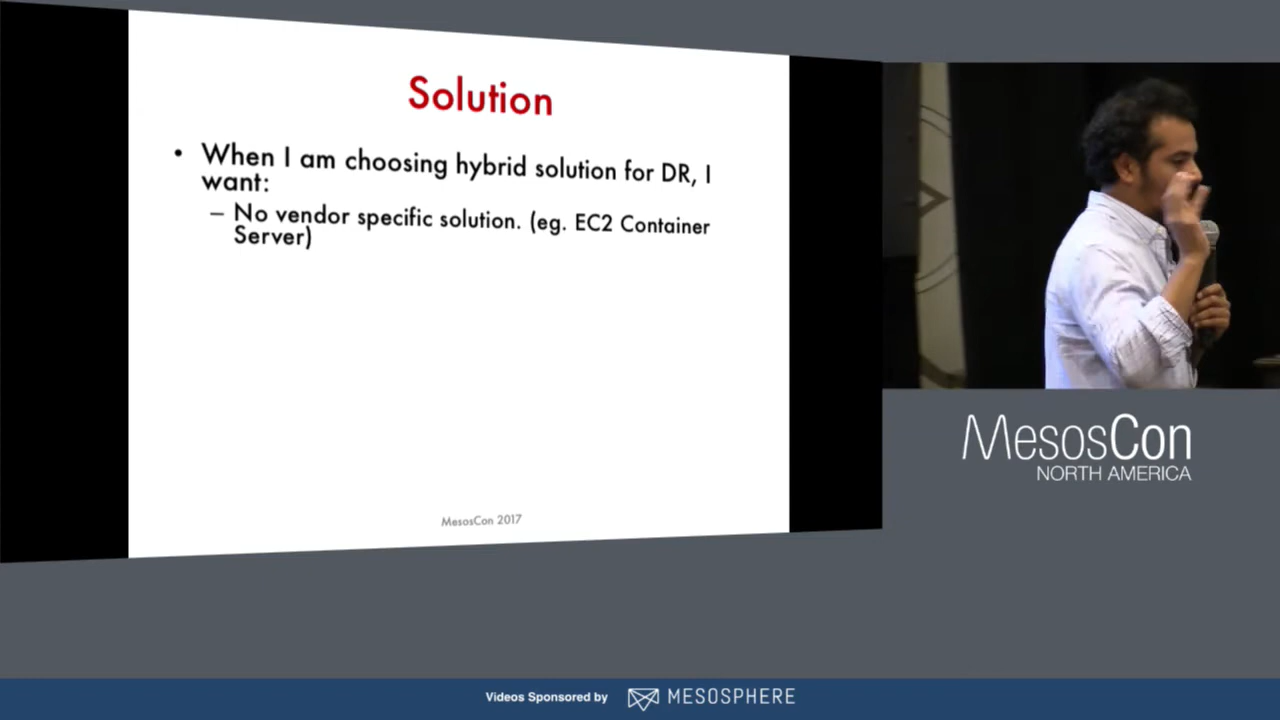 Solution
• When I am choosing hybrid solution for DR, I
want:
– No vendor specific solution. (eg. EC2 Container
Server)
MesosCon 2017
MesosCon
NORTH AMERICA
Videos Sponsored by MESOSPHERE